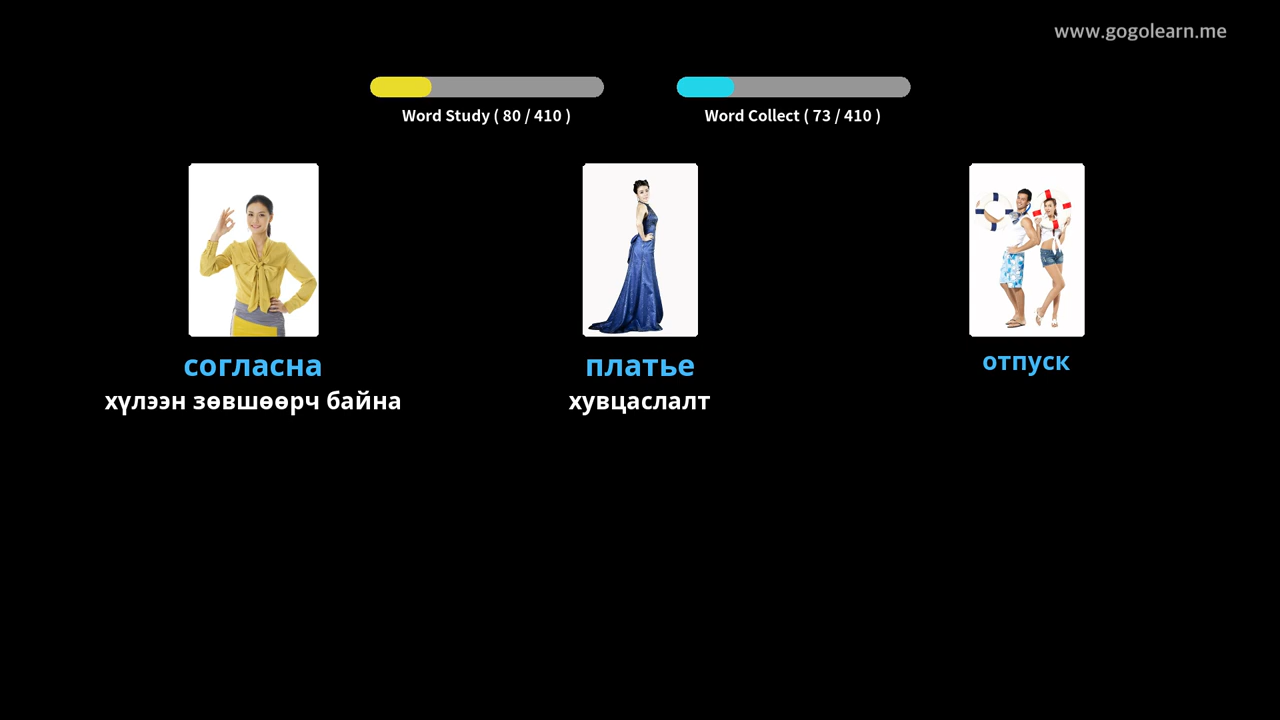 www.gogolearn.me
Word Study ( 80 / 410 )
Word Collect ( 73 / 410 )
согласна
хүлээн зөвшөөрч байна
платье
хувцаслалт
отпуск